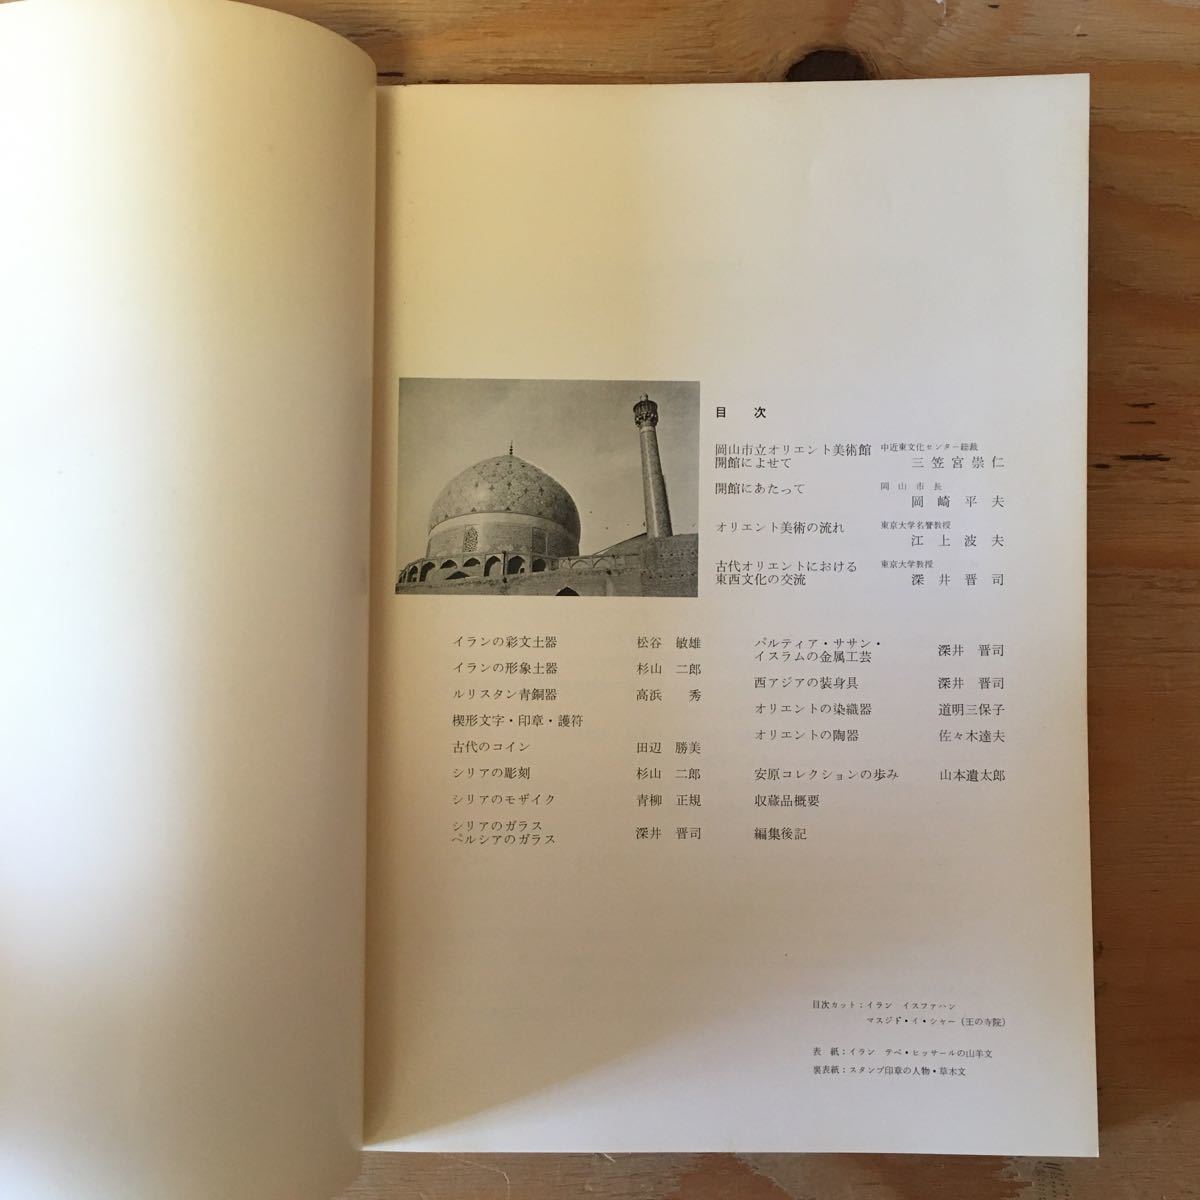 目 次
岡山市立オリエント美術館 中近東文化センター総裁
開館によせて 三笠宮崇仁
開館にあたって 岡山市長
岡崎平夫
オリエント美術の流れ 東京大学名誉教授
江上波夫
古代オリエントにおける 東京大学教授
東西文化の交流 深井晋司
イランの彩文土器 松谷 敏雄
イランの形象土器 杉山 二郎
ルリスタン青銅器 高浜 秀
楔形文字・印章・護符
古代のコイン 田辺 勝美
シリアの彫刻 杉山 二郎
シリアのモザイク 青柳 正規
シリアのガラス
ペルシアのガラス 深井 晋司
パルティア・ササン・
イスラムの金属工芸 深井 晋司
西アジアの装身具 深井 晋司
オリエントの染織器 道明三保子
オリエントの陶器 佐々木達夫
安原コレクションの歩み 山本遺太郎
収蔵品概要
編集後記
目次カット：イラン イスファハン
マスジド・イ・シャー（王の寺院）
表 紙：イラン テペ・ヒッサールの山羊文
裏表紙：スタンプ印章の人物・草木文